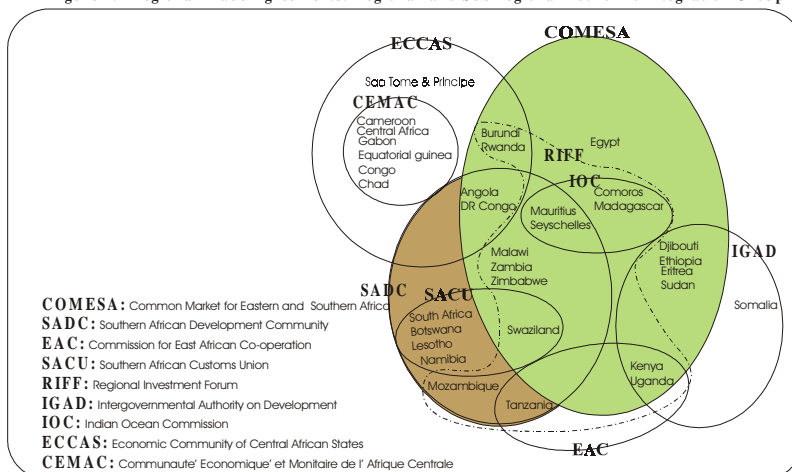 ECCAS
COMESA
Sao Tome & Principe
CEMAC
Cameroon
Central Africa
Gabon
Equatorial guinea
Congo
Chad
Burundi
Rwanda
Egypt
RIFF
IOC
Angola
DR Congo
Comoros
Madagascar
Mauritius
Seyschelles
Malawi
Zambia
Zimbabwe
Djibouti
Ethiopia
Eritrea
Sudan
IGAD
Somalia
SADC
SACU
South Africa
Botswana
Lesotho
Namibia
Swaziland
Mozambique
Tanzania
Kenya
Uganda
EAC
COMESA: Common Market for Eastern and Southern Africa
SADC: Southern African Development Community
EAC: Commission for East African Co-operation
SACU: Southern African Customs Union
RIFF: Regional Investment Forum
IGAD: Intergovernmental Authority on Development
IOC: Indian Ocean Commission
ECCAS: Economic Community of Central African States
CEMAC: Communaute' Economique' et Monitaire de l' Afrique Centrale